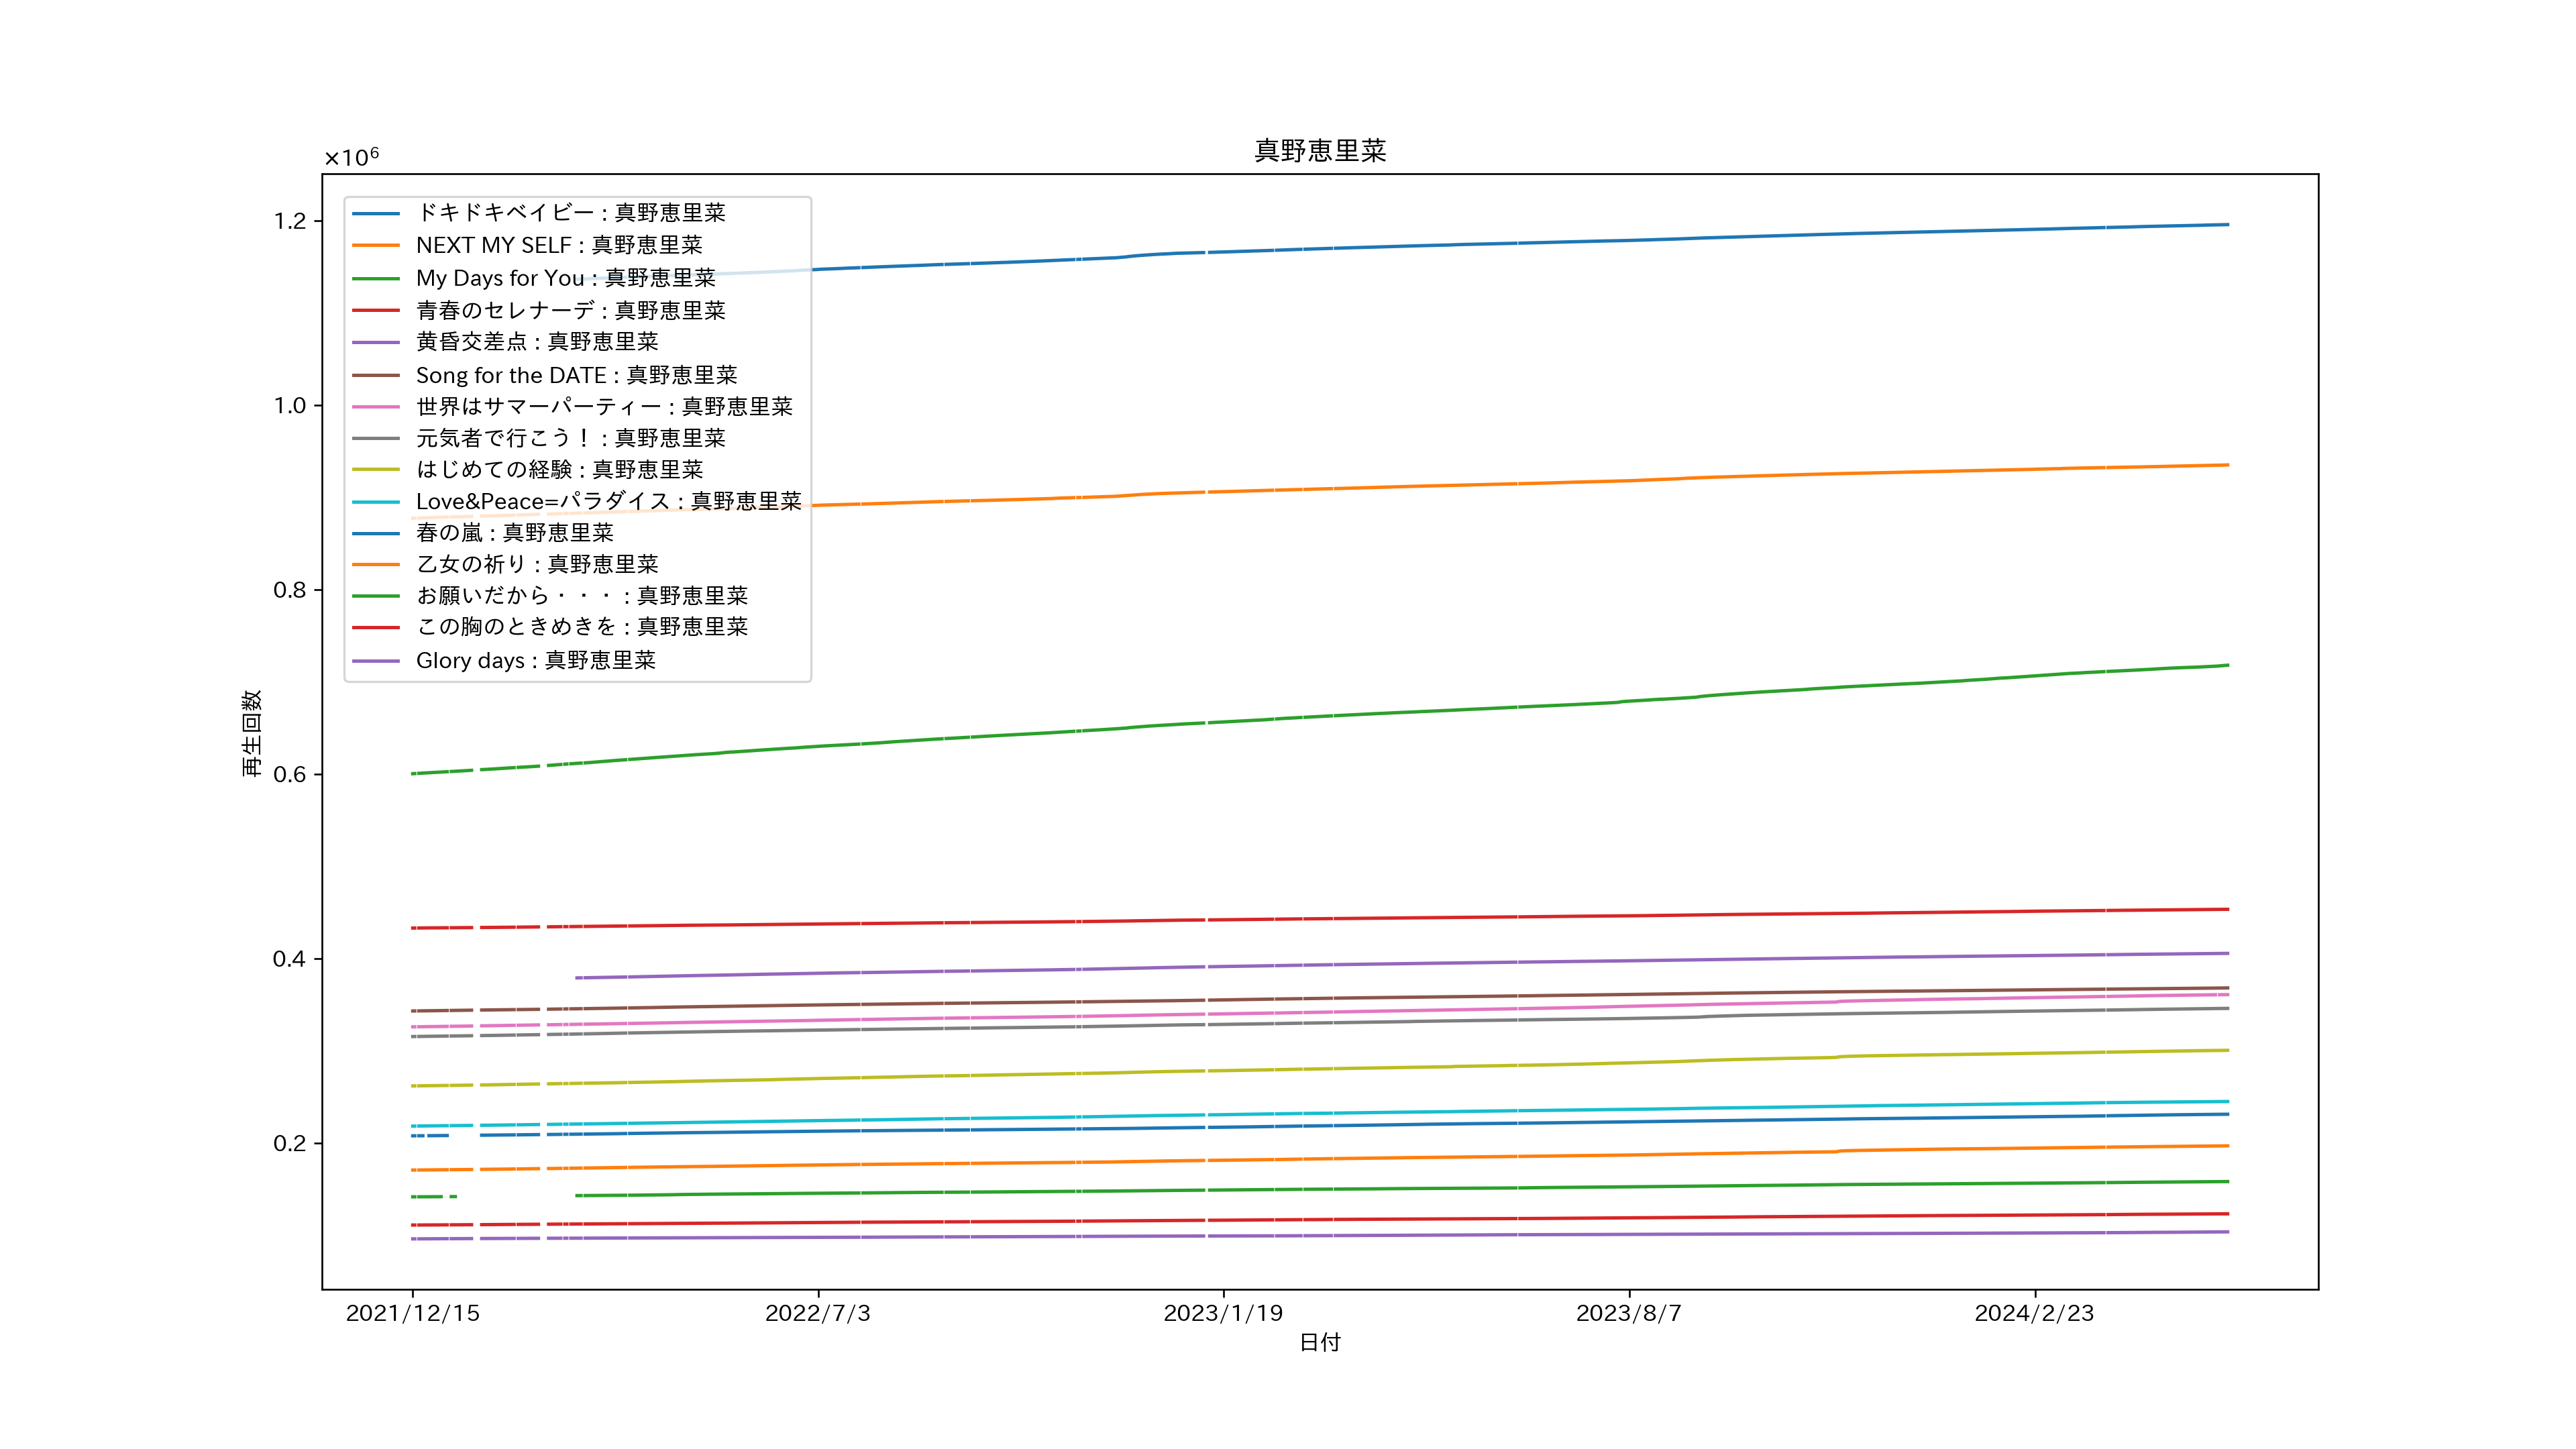 真野恵里菜
×10⁶
1.2
1.0
0.8
0.6
0.4
0.2
再生回数
ドキドキベイビー : 真野恵里菜
NEXT MY SELF : 真野恵里菜
My Days for You : 真野恵里菜
青春のセレナーデ : 真野恵里菜
黄昏交差点 : 真野恵里菜
Song for the DATE : 真野恵里菜
世界はサマーパーティー : 真野恵里菜
元気者で行こう！ : 真野恵里菜
はじめての経験 : 真野恵里菜
Love&Peace=パラダイス : 真野恵里菜
春の嵐 : 真野恵里菜
乙女の祈り : 真野恵里菜
お願いだから・・・ : 真野恵里菜
この胸のときめきを : 真野恵里菜
Glory days : 真野恵里菜
2021/12/15
2022/7/3
2023/1/19
2023/8/7
2024/2/23
日付